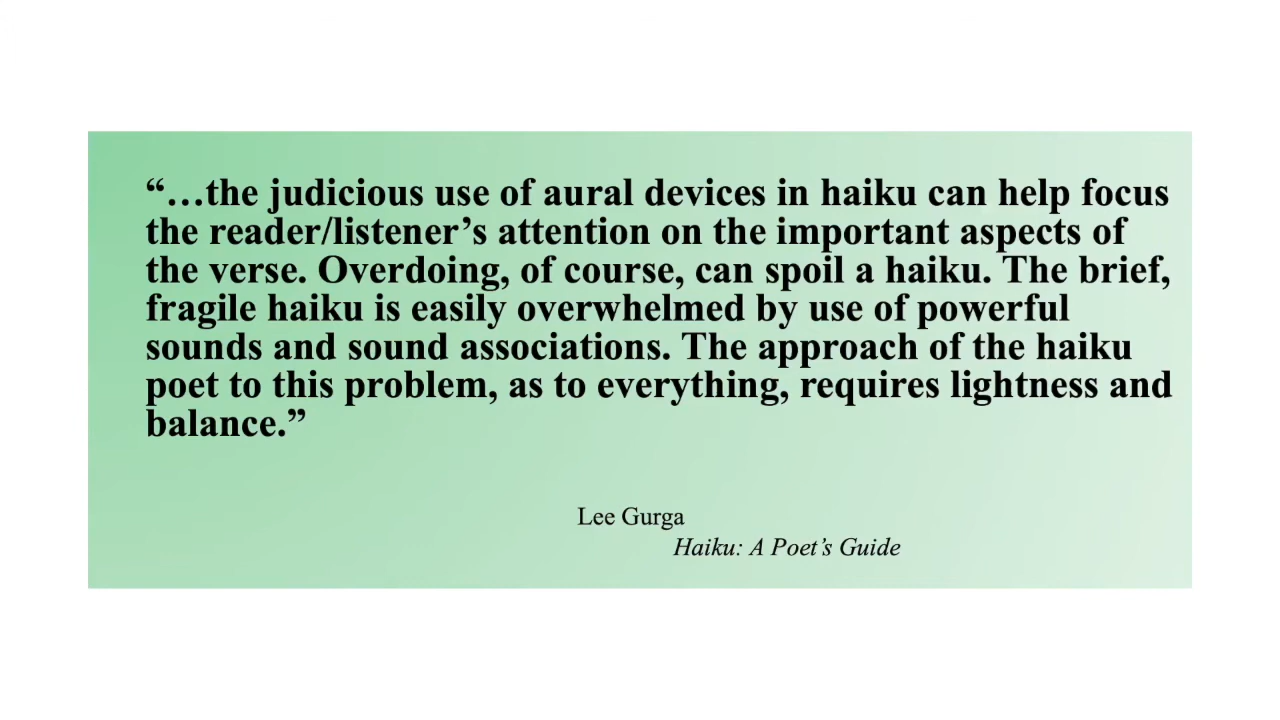 “…the judicious use of aural devices in haiku can help focus
the reader/listener’s attention on the important aspects of
the verse. Overdoing, of course, can spoil a haiku. The brief,
fragile haiku is easily overwhelmed by use of powerful
sounds and sound associations. The approach of the haiku
poet to this problem, as to everything, requires lightness and
balance.”
Lee Gurga
Haiku: A Poet’s Guide